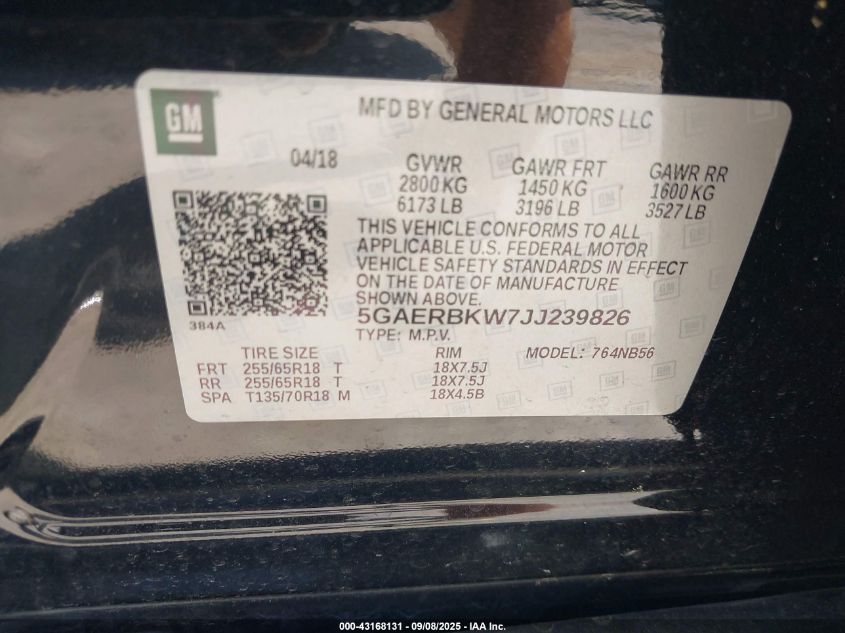 GM
MFD BY GENERAL MOTORS LLC
04/18 GVWR GAWR FRT GAWR RR
2800 KG 1450 KG 1600 KG
6173 LB 3196 LB 3527 LB
THIS VEHICLE CONFORMS TO ALL
APPLICABLE U.S. FEDERAL MOTOR
VEHICLE SAFETY STANDARDS IN EFFECT
ON THE DATE OF MANUFACTURE
SHOWN ABOVE.
384A
5GAERBKW7JJ239826
TYPE: M.P.V. MODEL: 764NB56
TIRE SIZE RIM
FRT 255/65R18 T 18X7.5J
RR 255/65R18 T 18X7.5J
SPA T135/70R18 M 18X4.5B
000-43168131 - 09/08/2025 - IAA Inc.